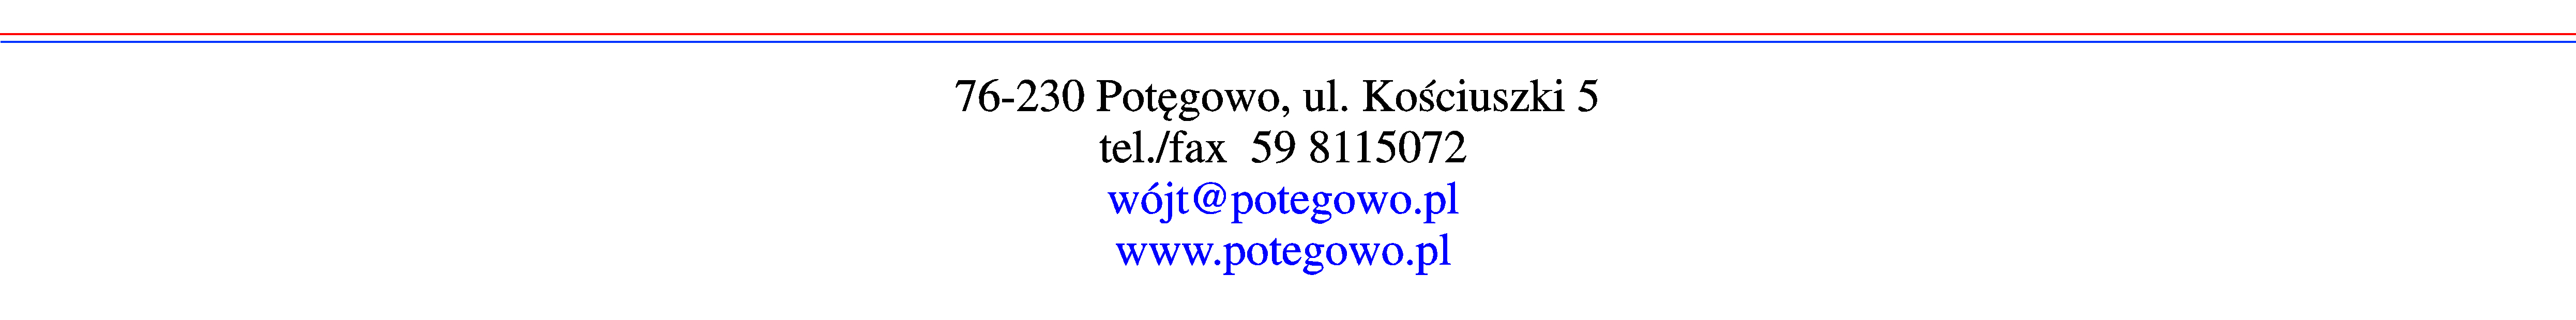 76-230 Potęgowo, ul. Kościuszki 5
tel./fax  59 8115072
wójt@potegowo.pl
www.potegowo.pl